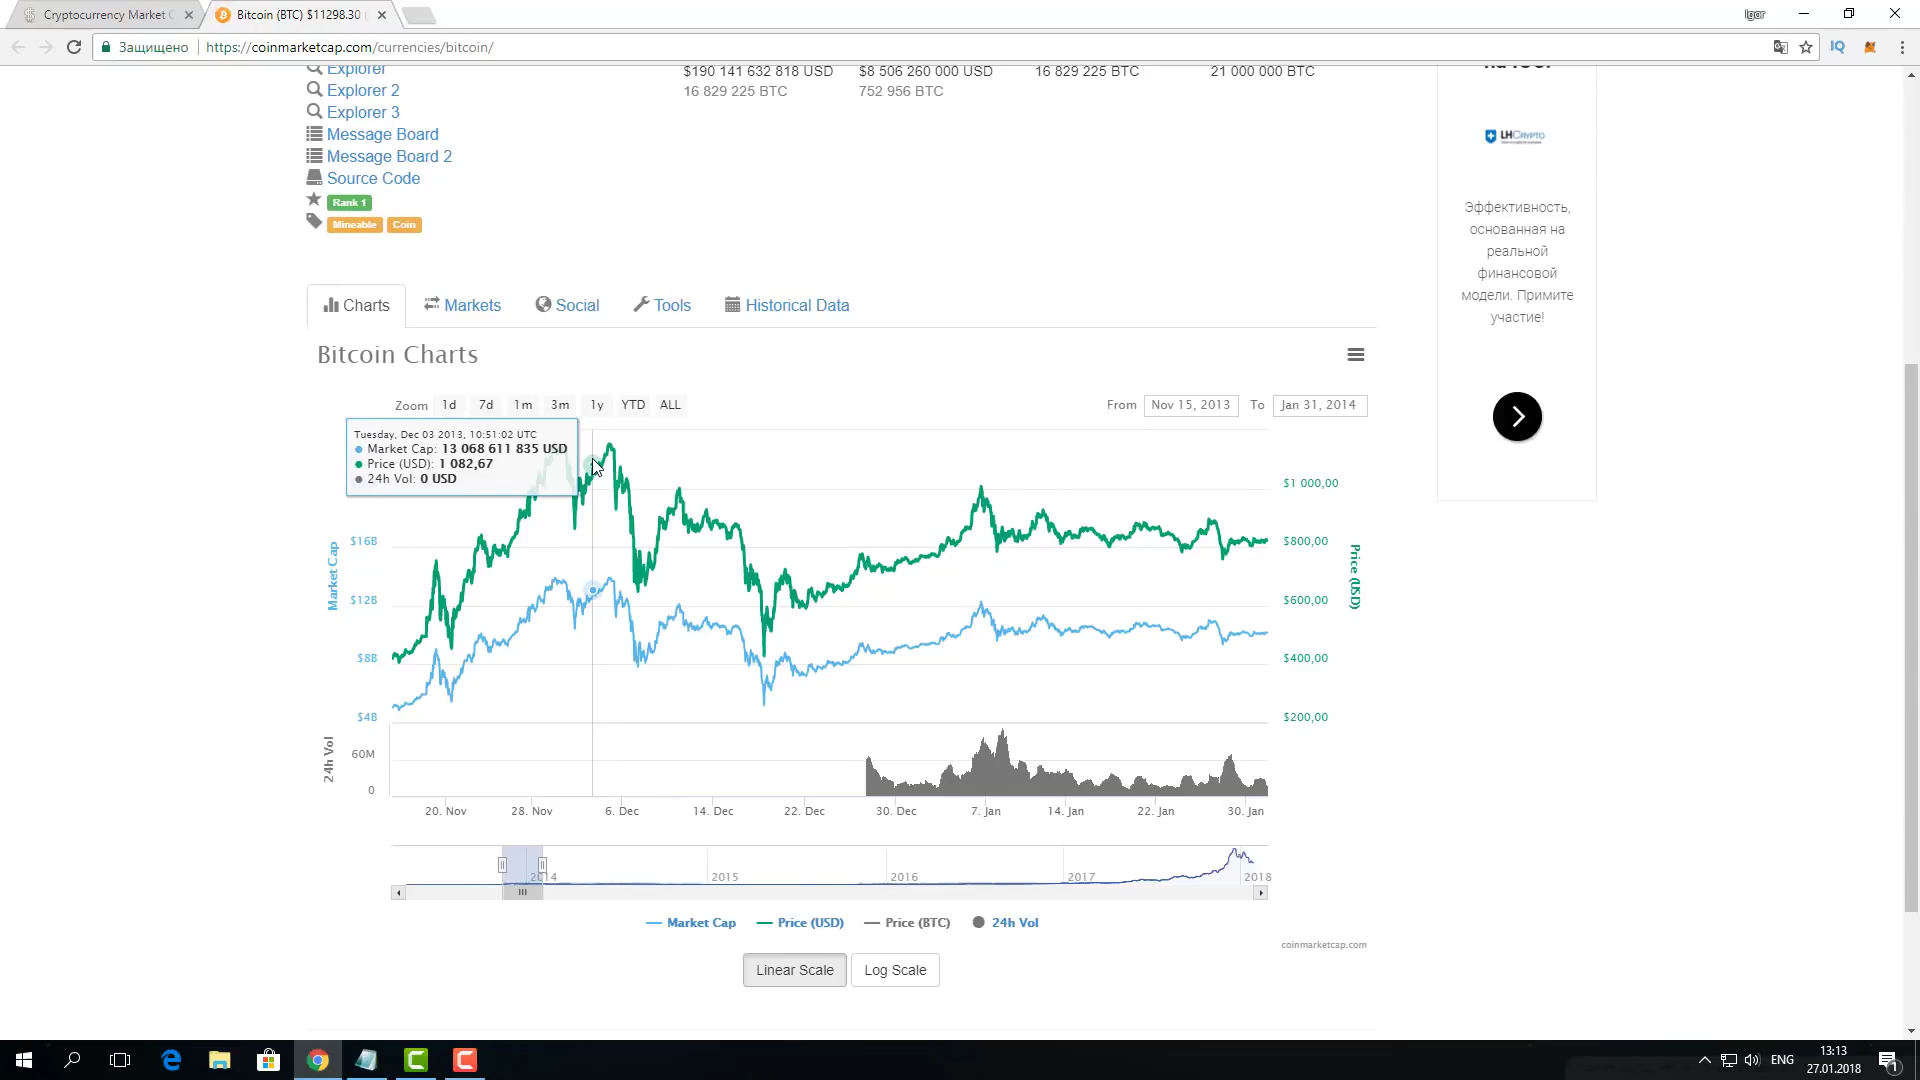 Cryptocurrency Market C
Bitcoin (BTC) $11298.30
Igor
Защищено
https://coinmarketcap.com/currencies/bitcoin/
IQ
Explorer
$190 141 632 818 USD
$8 506 260 000 USD
16 829 225 BTC
21 000 000 BTC
Explorer 2
16 829 225 BTC
752 956 BTC
Explorer 3
Message Board
Message Board 2
Source Code
Rank 1
Mineable
Coin
LHCRYPTO
Эффективность,
основанная на
реальной
финансовой
модели. Примите
участие!
Charts
Markets
Social
Tools
Historical Data
Bitcoin Charts
Zoom 1d 7d 1m 3m 1y YTD ALL
From Nov 15, 2013 To Jan 31, 2014
Tuesday, Dec 03 2013, 10:51:02 UTC
Market Cap: 13 068 611 835 USD
Price (USD): 1 082,67
24h Vol: 0 USD
$16B
$12B
$8B
$4B
Market Cap
$1 000,00
$800,00
$600,00
$400,00
$200,00
Price (USD)
24h Vol
60M
0
20. Nov 28. Nov 6. Dec 14. Dec 22. Dec 30. Dec 7. Jan 14. Jan 22. Jan 30. Jan
2014 2015 2016 2017 2018
Market Cap Price (USD) Price (BTC) 24h Vol
coinmarketcap.com
Linear Scale
Log Scale
ENG
13:13
27.01.2018
1